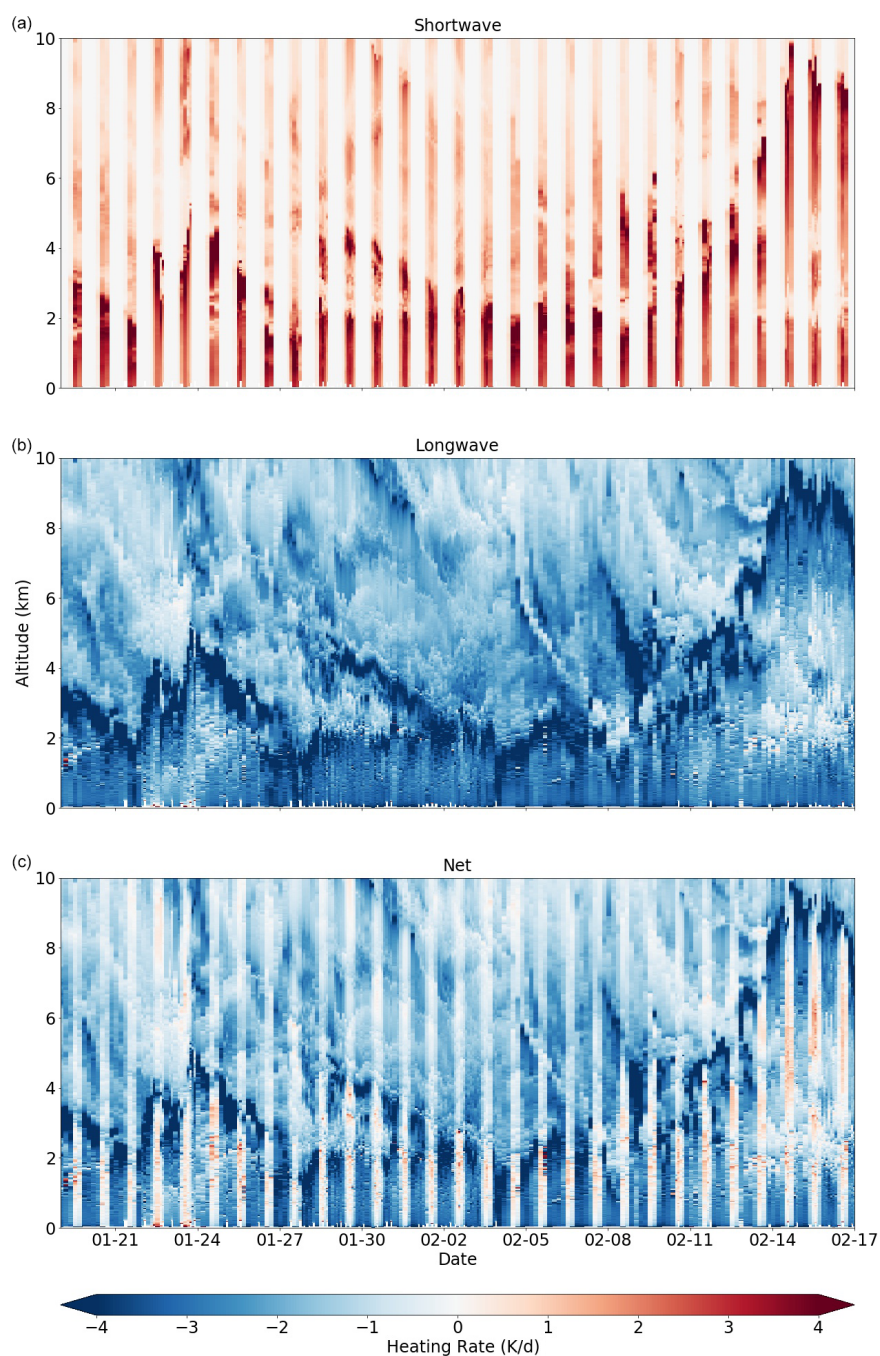 (a)
Shortwave
10
8
6
4
2
0
(b)
Longwave
10
8
6
4
2
0
Altitude (km)
(c)
Net
10
8
6
4
2
0
01-21 01-24 01-27 01-30 02-02 02-05 02-08 02-11 02-14 02-17
Date
−4 −3 −2 −1 0 1 2 3 4
Heating Rate (K/d)